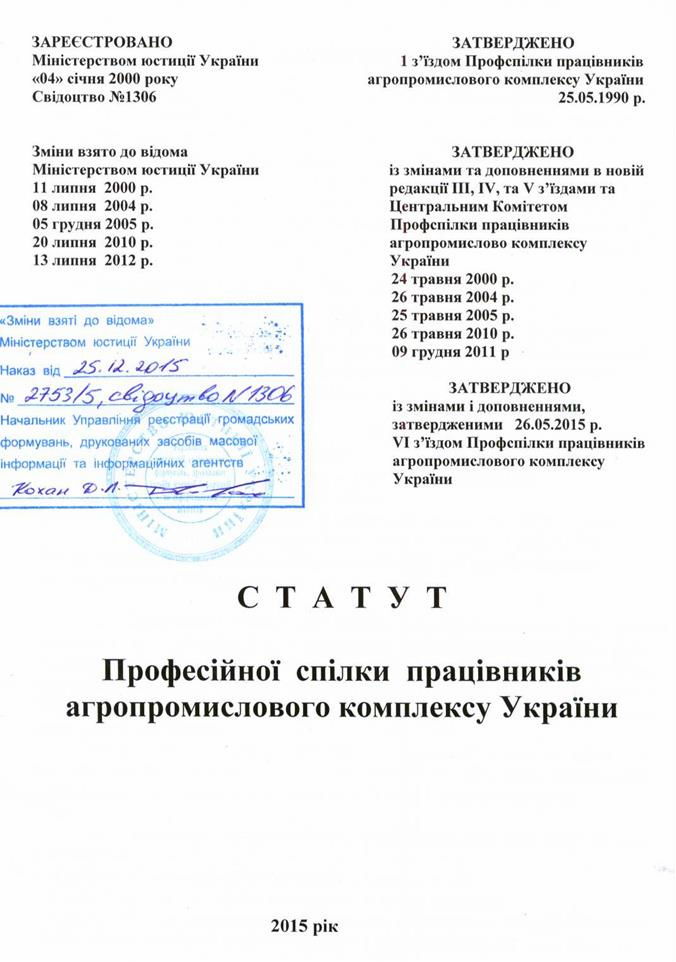 ЗАРЕЄСТРОВАНО
Міністерством юстиції України
«04» січня 2000 року
Свідоцтво №1306
ЗАТВЕРДЖЕНО
1 з’їздом Профспілки працівників
агропромислового комплексу України
25.05.1990 р.
Зміни взято до відома
Міністерством юстиції України
11 липня 2000 р.
08 липня 2004 р.
05 грудня 2005 р.
20 липня 2010 р.
13 липня 2012 р.
ЗАТВЕРДЖЕНО
із змінами та доповненнями в новій
редакції III, IV, та V з’їздами та
Центральним Комітетом
Профспілки працівників
агропромислово комплексу
України
24 травня 2000 р.
26 травня 2004 р.
25 травня 2005 р.
26 травня 2010 р.
09 грудня 2011 р
ЗАТВЕРДЖЕНО
із змінами і доповненнями,
затвердженими 26.05.2015 р.
VI з’їздом Профспілки працівників
агропромислового комплексу
України
«Зміни взяті до відома»
Міністерством юстиції України
Наказ від 25.12.2015
№ 2753/5, свідоцтво N 1306
Начальник Управління реєстрації громадських
формувань, друкованих засобів масової
інформації та інформаційних агентств
Кохан Д.Л.
С Т А Т У Т
Професійної спілки працівників
агропромислового комплексу України
2015 рік